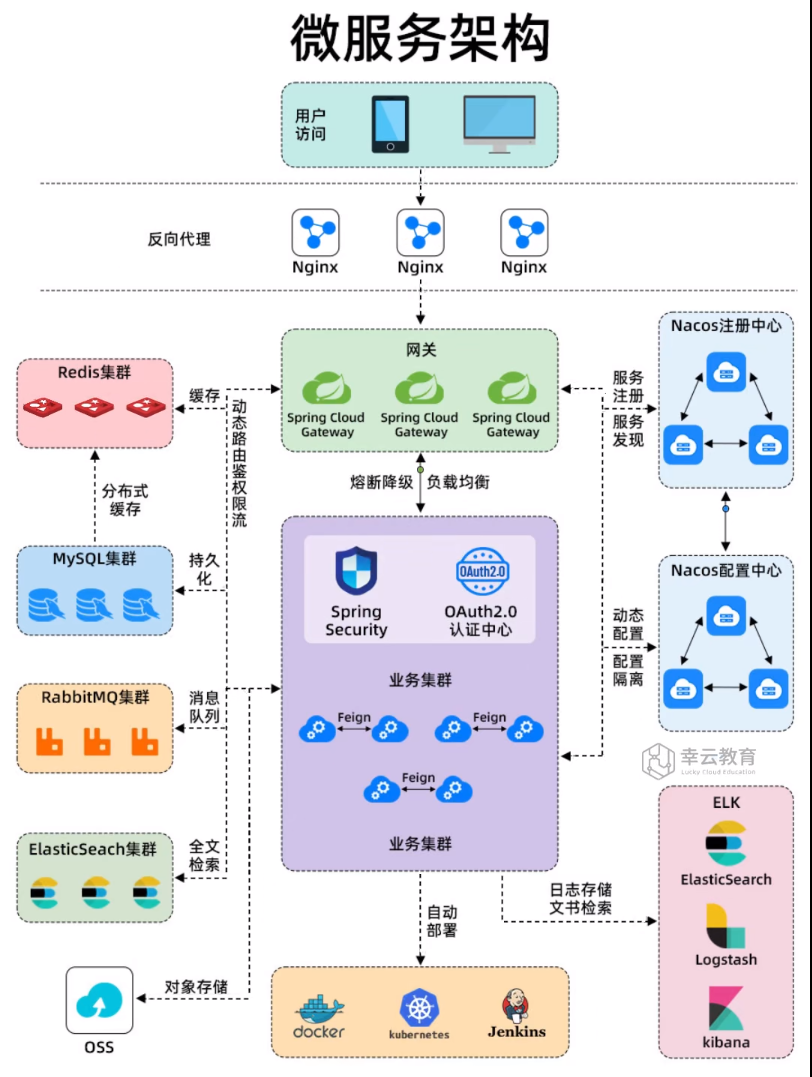 微服务架构
用户
访问
反向代理
Nginx
Nginx
Nginx
网关
Spring Cloud
Gateway
Spring Cloud
Gateway
Spring Cloud
Gateway
Nacos注册中心
服务
注册
服务
发现
Redis集群
缓存
动态路由鉴权限流
分布式
缓存
熔断降级
负载均衡
MySQL集群
持久
化
Spring
Security
OAuth2.0
OAuth2.0
认证中心
Nacos配置中心
动态
配置
配置
隔离
业务集群
RabbitMQ集群
消息
队列
Feign
Feign
Feign
业务集群
幸云教育
Lucky Cloud Education
ElasticSeach集群
全文
检索
ELK
ElasticSearch
Logstash
kibana
日志存储
文书检索
自动
部署
对象存储
OSS
docker
kubernetes
Jenkins